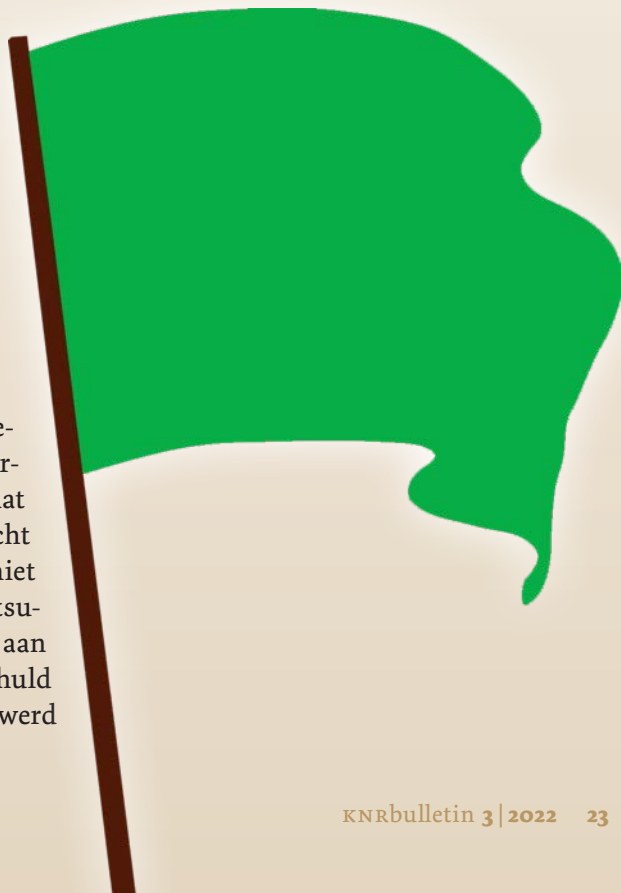 e-
r-
at
cht
niet
tsu-
aan
huld
werd
KNRbulletin 3|2022 23